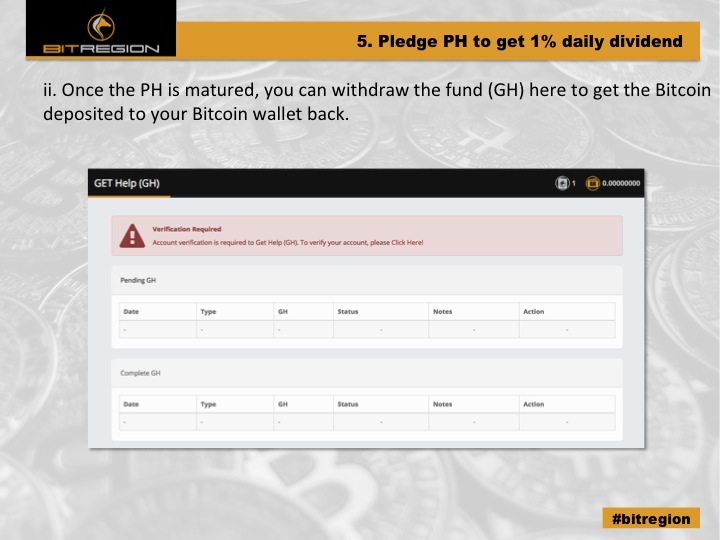 BITREGION
5. Pledge PH to get 1% daily dividend
ii. Once the PH is matured, you can withdraw the fund (GH) here to get the Bitcoin
deposited to your Bitcoin wallet back.
GET Help (GH) 1 0.00000000
Verification Required
Account verification is required to Get Help (GH). To verify your account, please Click Here!
Pending GH
Date Type GH Status Notes Action
- - - - - -
Complete GH
Date Type GH Status Notes Action
- - - - - -
#bitregion